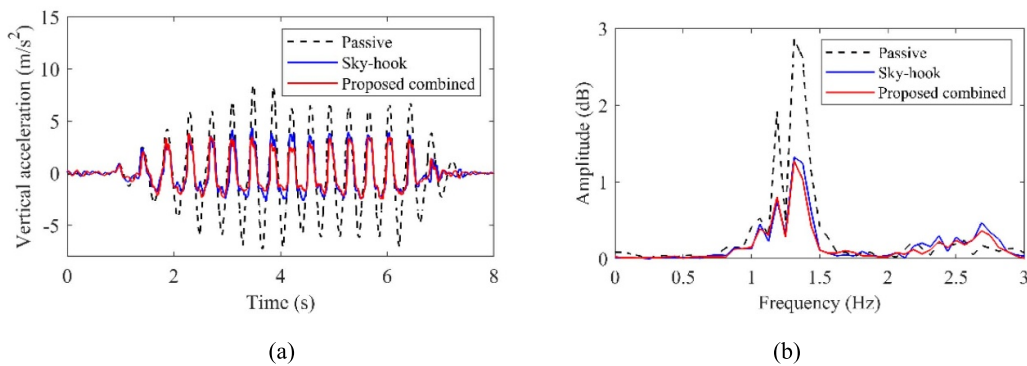 15
10
5
0
-5
0
2
4
6
8
Vertical acceleration (m/s²)
Time (s)
Passive
Sky-hook
Proposed combined
(a)
3
2
1
0
0
0.5
1
1.5
2
2.5
3
Amplitude (dB)
Frequency (Hz)
Passive
Sky-hook
Proposed combined
(b)